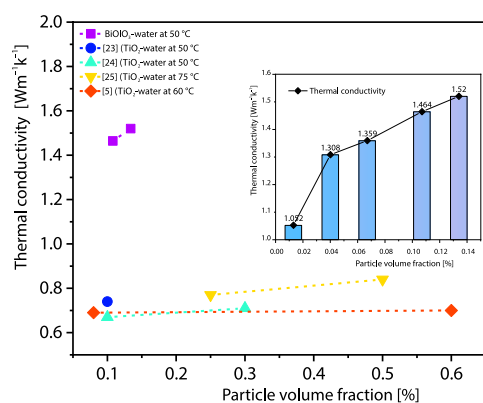 Thermal conductivity [Wm⁻¹k⁻¹]
2.0
1.8
1.6
1.4
1.2
1.0
0.8
0.6
BiOIO₃-water at 50 °C
[23] (TiO₂-water at 50 °C
[24] (TiO₂-water at 50 °C
[25] (TiO₂-water at 75 °C
[5] (TiO₂-water at 60 °C
Thermal conductivity [Wm⁻¹k⁻¹]
1.6
1.5
1.4
1.3
1.2
1.1
1.0
Thermal conductivity
1.052
1.308
1.359
1.464
1.52
0.00 0.02 0.04 0.06 0.08 0.10 0.12 0.14
Particle volume fraction [%]
0.1 0.2 0.3 0.4 0.5 0.6
Particle volume fraction [%]